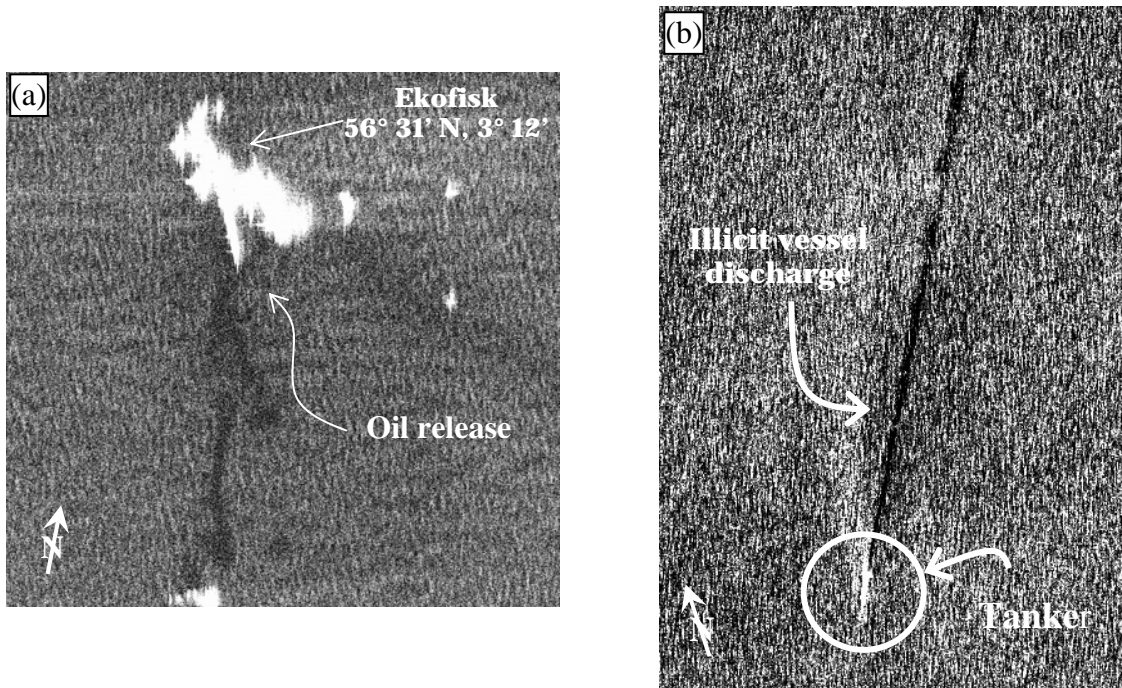 (a)
Ekofisk
56° 31' N, 3° 12'
Oil release
N
(b)
Illicit vessel
discharge
Tanker
N